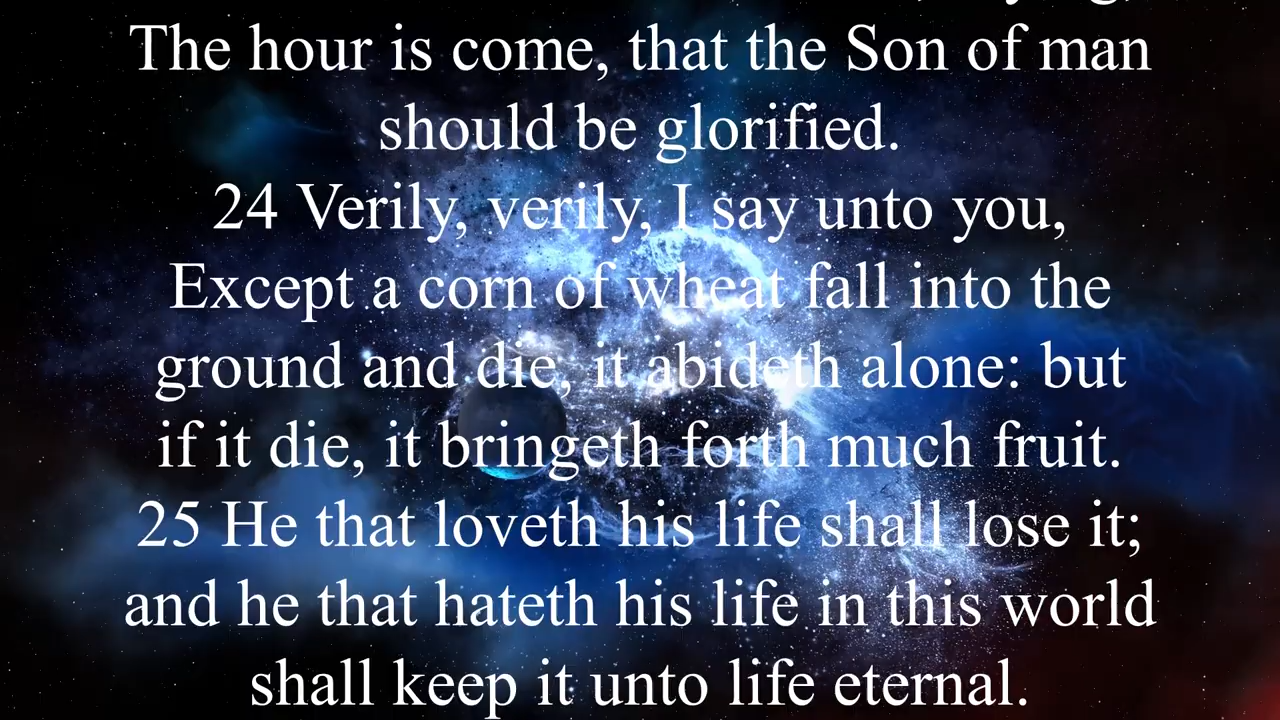 The hour is come, that the Son of man
should be glorified.
24 Verily, verily, I say unto you,
Except a corn of wheat fall into the
ground and die, it abideth alone: but
if it die, it bringeth forth much fruit.
25 He that loveth his life shall lose it;
and he that hateth his life in this world
shall keep it unto life eternal.